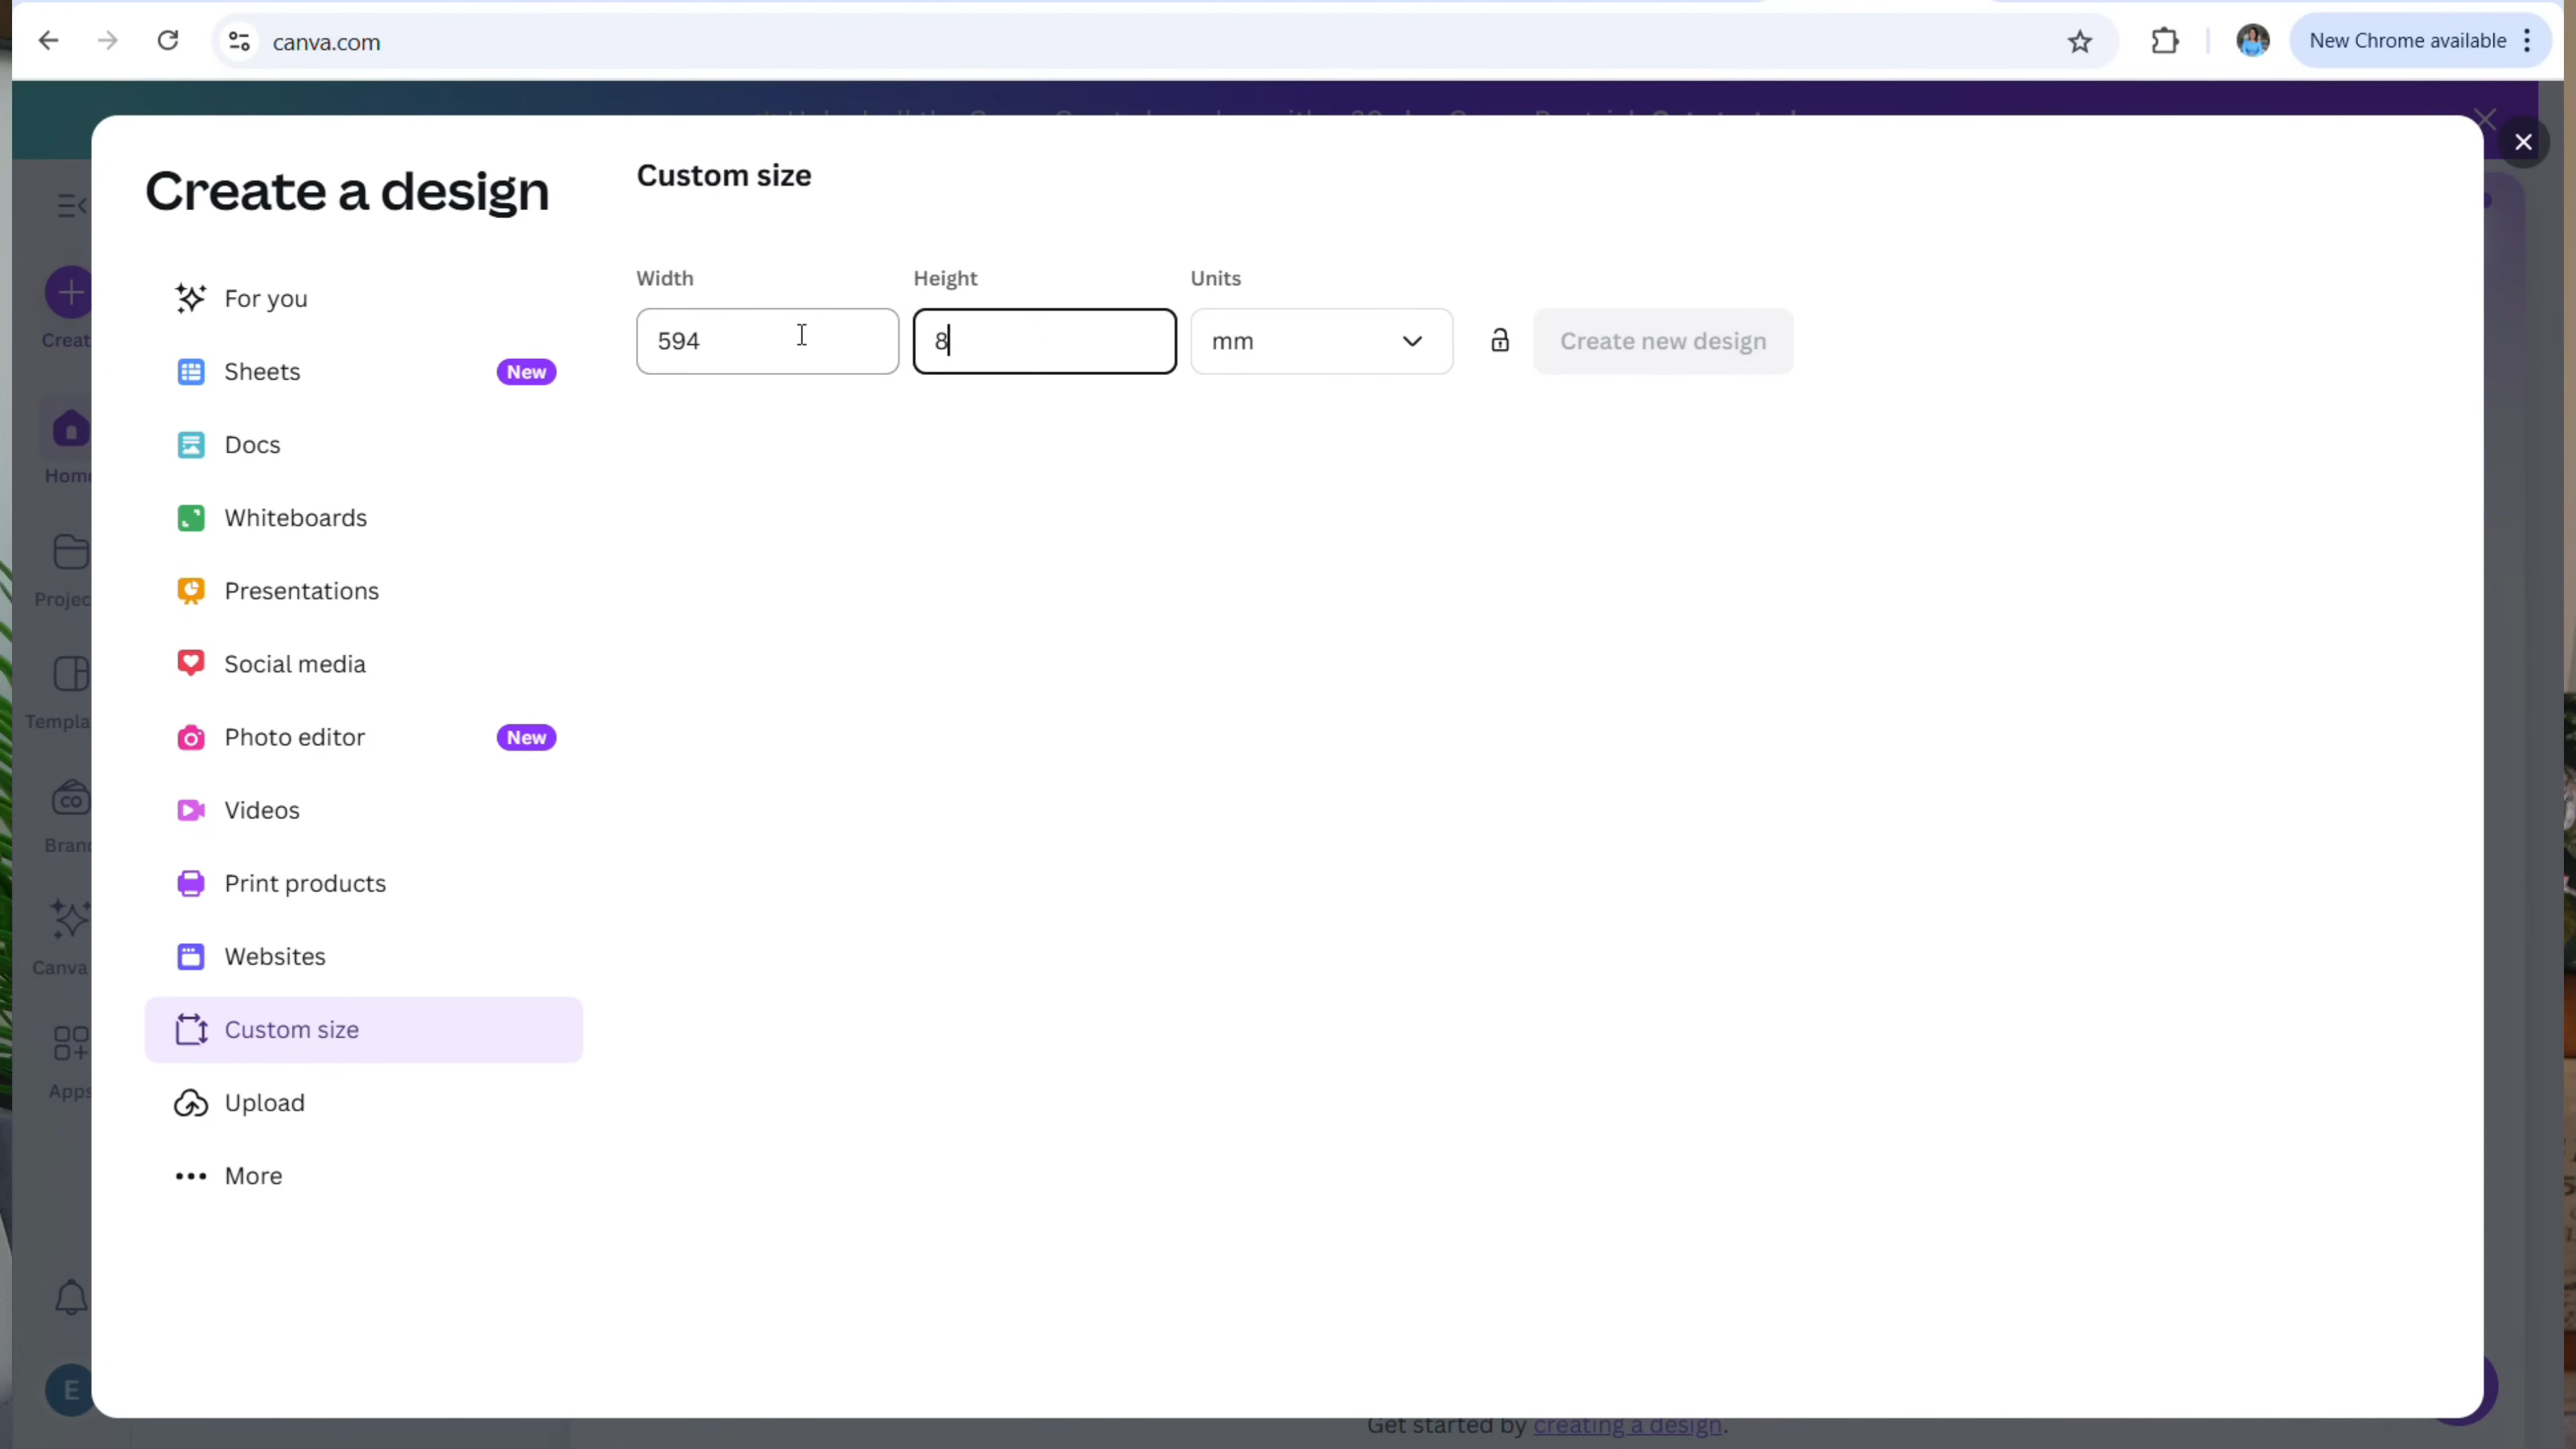 canva.com
New Chrome available
Create a design
Custom size
Width
Height
Units
594
8
mm
Create new design
For you
Sheets
New
Docs
Whiteboards
Presentations
Social media
Photo editor
New
Videos
Print products
Websites
Custom size
Upload
More
Creat
Home
Projec
Templa
Bran
Canva
Apps
E
Get started by creating a design.